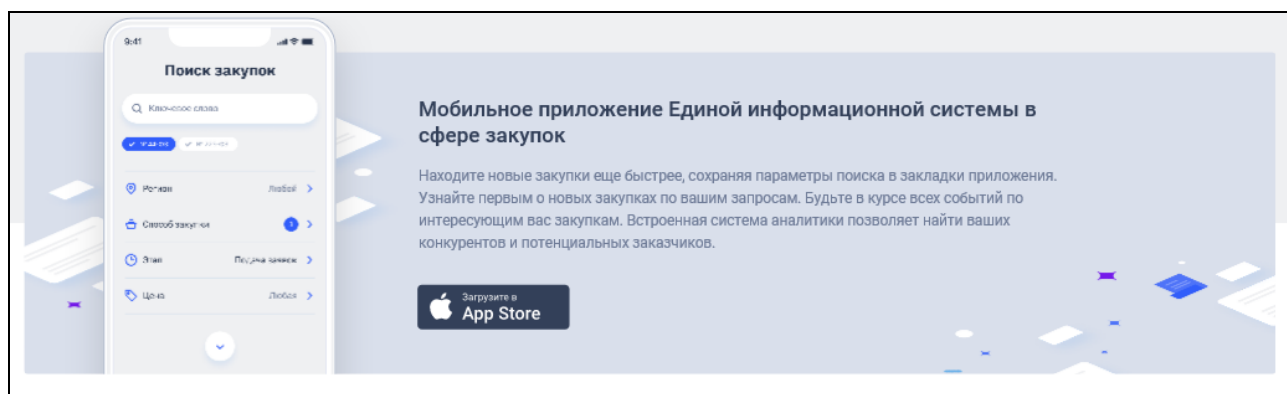 9:41
Поиск закупок
Ключевое слово
Регион
Любой
Способ закупки
Этап
Подача заявок
Цена
Любая
Мобильное приложение Единой информационной системы в
сфере закупок
Находите новые закупки еще быстрее, сохраняя параметры поиска в закладки приложения.
Узнайте первым о новых закупках по вашим запросам. Будьте в курсе всех событий по
интересующим вас закупкам. Встроенная система аналитики позволяет найти ваших
конкурентов и потенциальных заказчиков.
Загрузите в
App Store